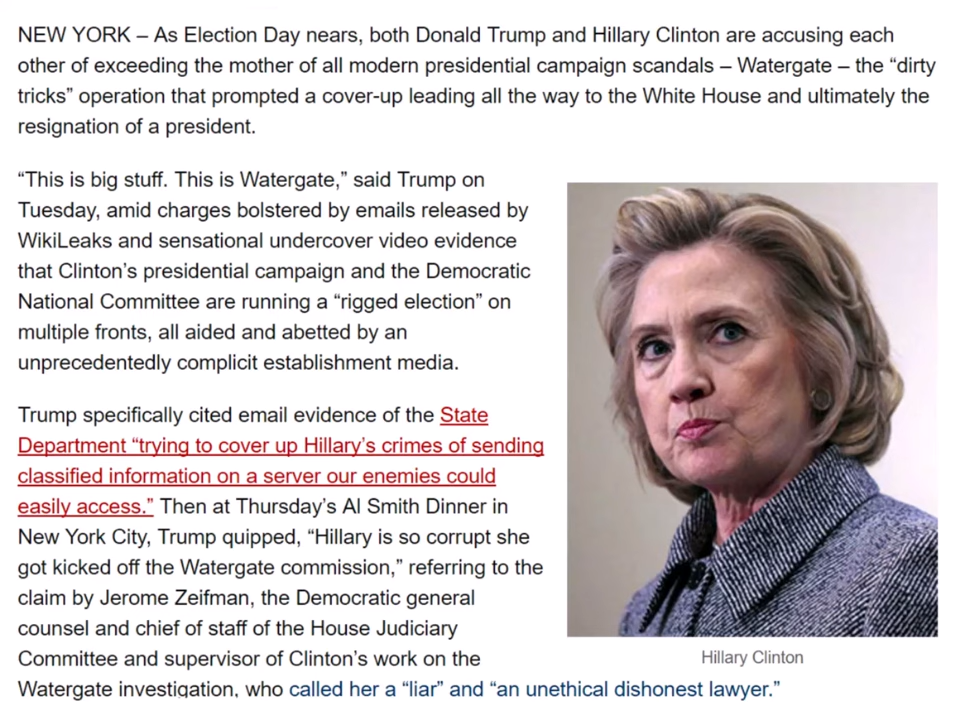 NEW YORK – As Election Day nears, both Donald Trump and Hillary Clinton are accusing each
other of exceeding the mother of all modern presidential campaign scandals – Watergate – the “dirty
tricks” operation that prompted a cover-up leading all the way to the White House and ultimately the
resignation of a president.
“This is big stuff. This is Watergate,” said Trump on
Tuesday, amid charges bolstered by emails released by
WikiLeaks and sensational undercover video evidence
that Clinton’s presidential campaign and the Democratic
National Committee are running a “rigged election” on
multiple fronts, all aided and abetted by an
unprecedentedly complicit establishment media.
Trump specifically cited email evidence of the State
Department “trying to cover up Hillary’s crimes of sending
classified information on a server our enemies could
easily access.” Then at Thursday’s Al Smith Dinner in
New York City, Trump quipped, “Hillary is so corrupt she
got kicked off the Watergate commission,” referring to the
claim by Jerome Zeifman, the Democratic general
counsel and chief of staff of the House Judiciary
Committee and supervisor of Clinton’s work on the
Watergate investigation, who called her a “liar” and “an unethical dishonest lawyer.”
Hillary Clinton